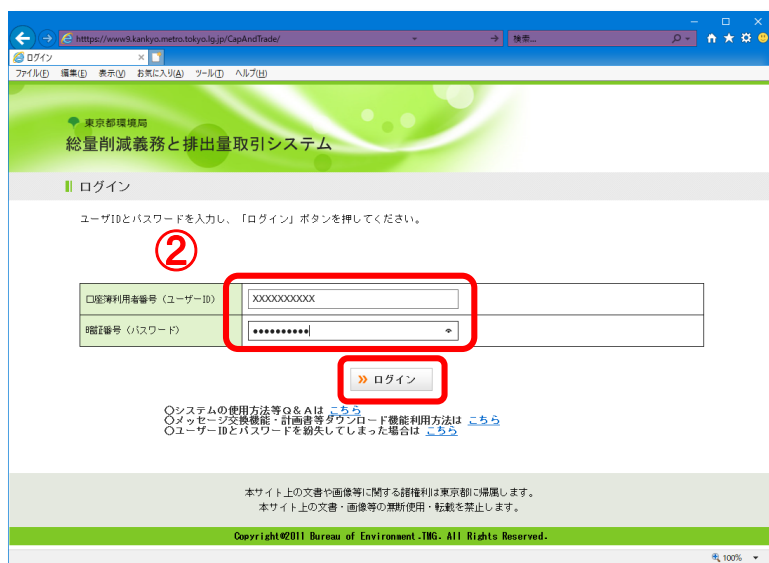 htttps://www9.kankyo.metro.tokyo.lg.jp/CapAndTrade/
検索...
ログイン
ファイル(F) 編集(E) 表示(V) お気に入り(A) ツール(T) ヘルプ(H)
東京都環境局
総量削減義務と排出量取引システム
ログイン
ユーザIDとパスワードを入力し、「ログイン」ボタンを押してください。
②
口座簿利用者番号（ユーザーID） XXXXXXXXXX
暗証番号（パスワード） ●●●●●●●●●●
ログイン
○システムの使用方法等Q＆Aは こちら
○メッセージ交換機能・計画書等ダウンロード機能利用方法は こちら
○ユーザーIDとパスワードを紛失してしまった場合は こちら
本サイト上の文書や画像等に関する諸権利は東京都に帰属します。
本サイト上の文書・画像等の無断使用・転載を禁止します。
Copyright©2011 Bureau of Environment.TMG. All Rights Reserved.
100%